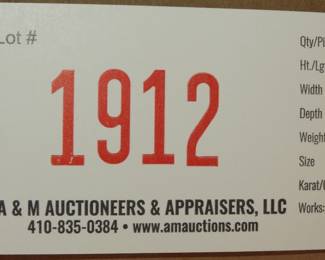 Lot #
1912
A & M AUCTIONEERS & APPRAISERS, LLC
410-835-0384 • www.amauctions.com
Qty/Pi
Ht./Lg
Width
Depth
Weight
Size
Karat/
Works: